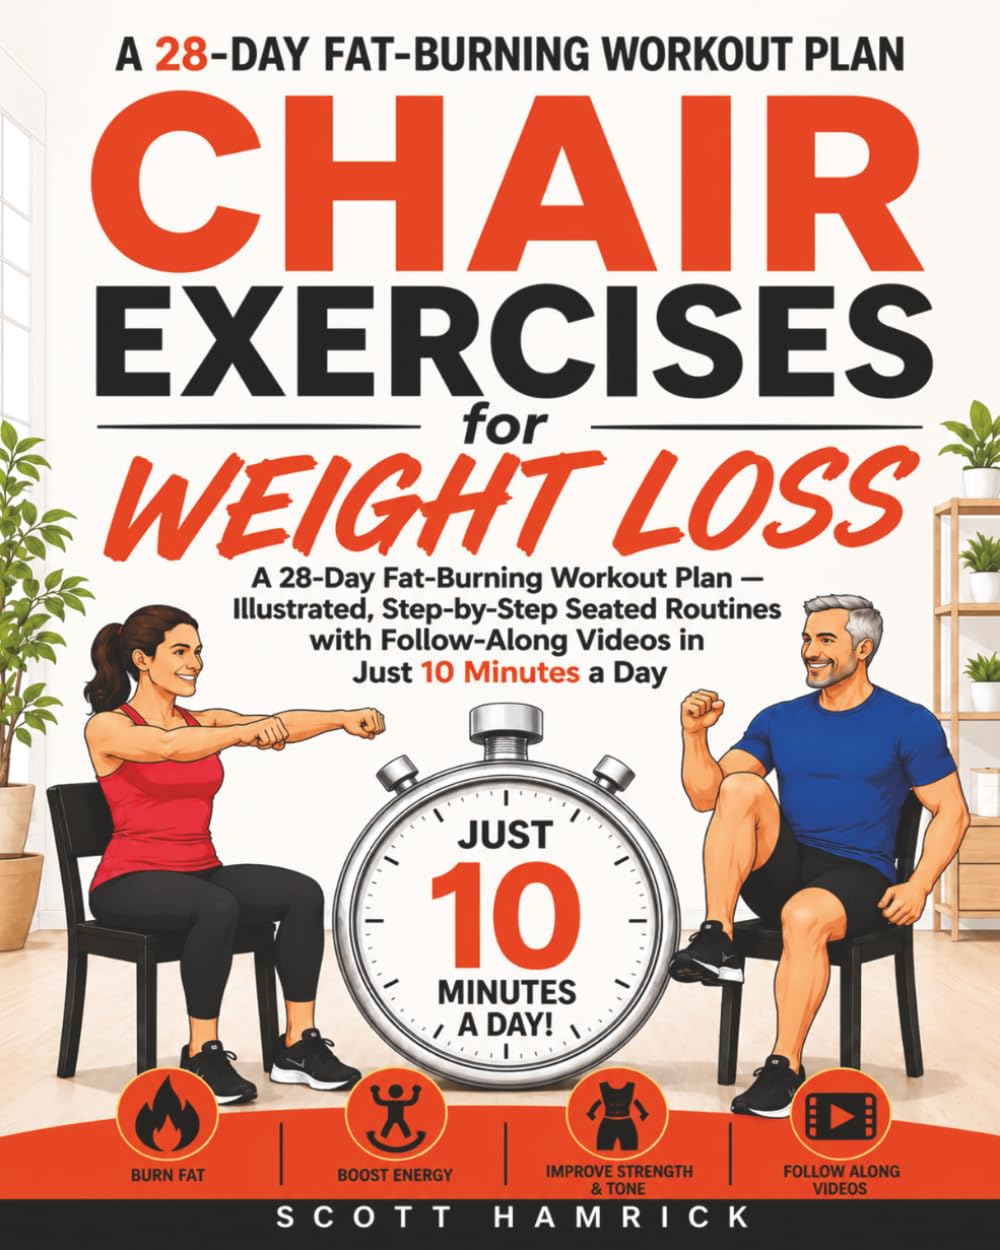 A 28-DAY FAT-BURNING WORKOUT PLAN
CHAIR
EXERCISES
for
WEIGHT LOSS
A 28-Day Fat-Burning Workout Plan —
Illustrated, Step-by-Step Seated Routines
with Follow-Along Videos in
Just 10 Minutes a Day
JUST
10
MINUTES
A DAY!
BURN FAT
BOOST ENERGY
IMPROVE STRENGTH
& TONE
FOLLOW ALONG
VIDEOS
SCOTT HAMRICK